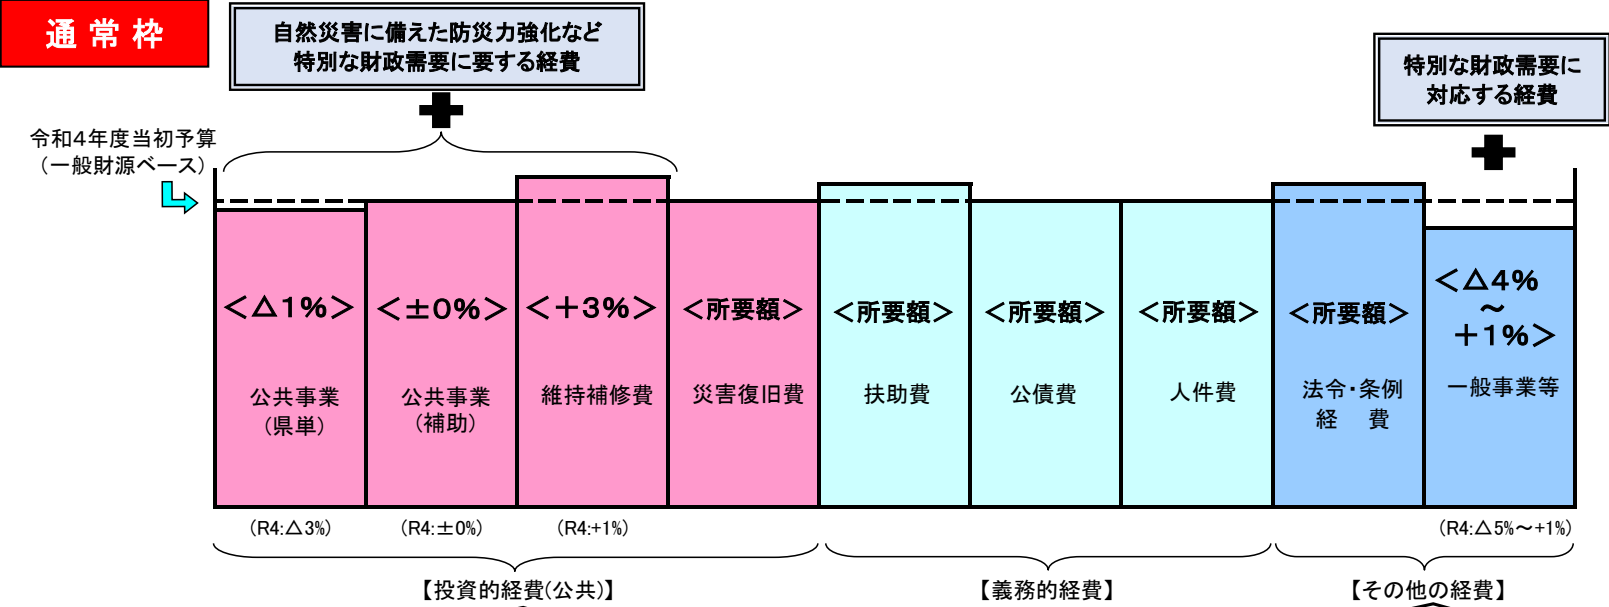 通常枠
自然災害に備えた防災力強化など
特別な財政需要に要する経費
特別な財政需要に
対応する経費
令和4年度当初予算
(一般財源ベース)
<△1%>
<±0%>
<+3%>
<所要額>
<所要額>
<所要額>
<所要額>
<所要額>
<△4%
~
+1%>
公共事業
(県単)
公共事業
(補助)
維持補修費
災害復旧費
扶助費
公債費
人件費
法令・条例
経 費
一般事業等
(R4:△3%)
(R4:±0%)
(R4:+1%)
(R4:△5%~+1%)
【投資的経費(公共)】
【義務的経費】
【その他の経費】